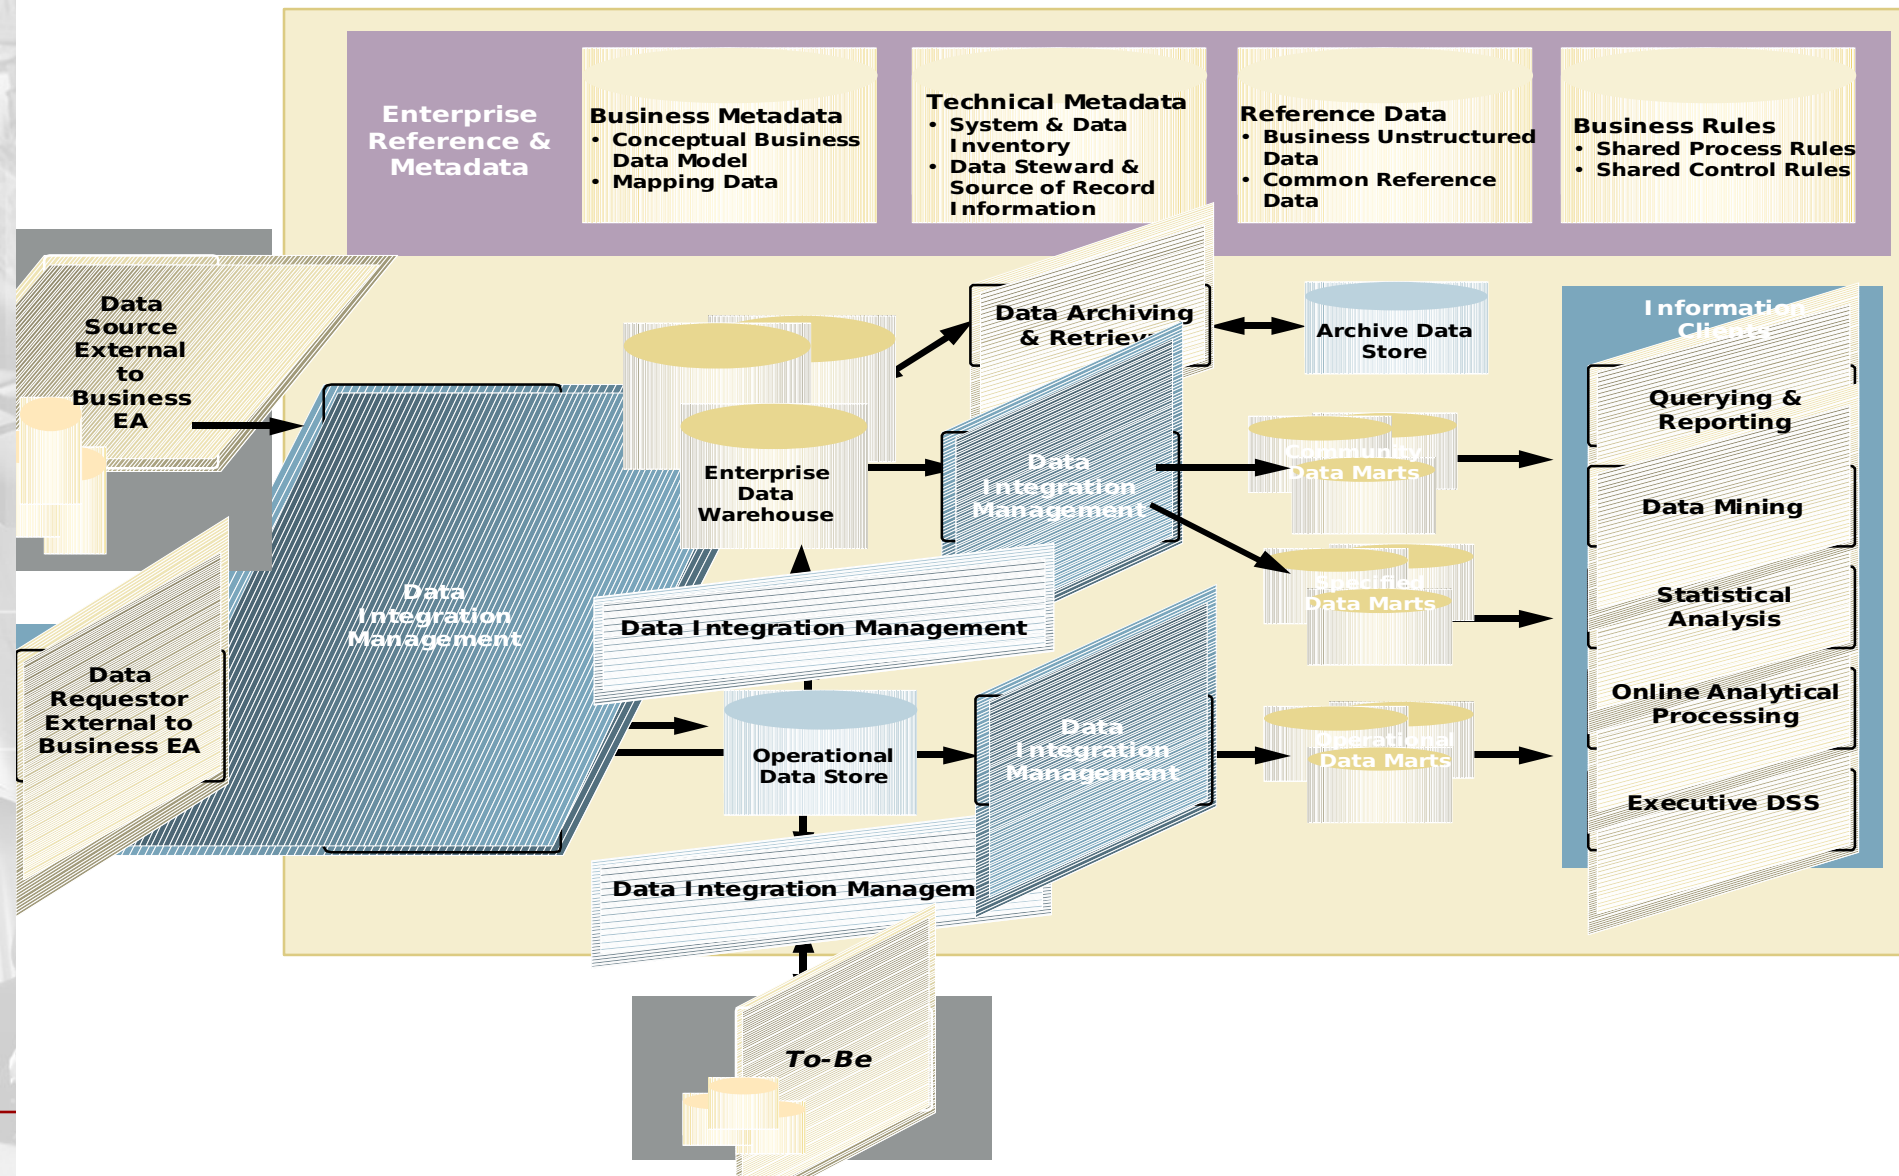 Enterprise
Reference &
Metadata
Business Metadata
• Conceptual Business
Data Model
• Mapping Data
Technical Metadata
• System & Data
Inventory
• Data Steward &
Source of Record
Information
Reference Data
• Business Unstructured
Data
• Common Reference
Data
Business Rules
• Shared Process Rules
• Shared Control Rules
Data
Source
External
to
Business
EA
Data
Requestor
External to
Business EA
Data
Integration
Management
Enterprise
Data
Warehouse
Data Integration Management
Operational
Data Store
Data Integration Managem
To-Be
Data Archiving
& Retriev
Archive Data
Store
Data
Integration
Management
Data
Integration
Management
Community
Data Marts
Specified
Data Marts
Operational
Data Marts
Information
Clients
Querying &
Reporting
Data Mining
Statistical
Analysis
Online Analytical
Processing
Executive DSS